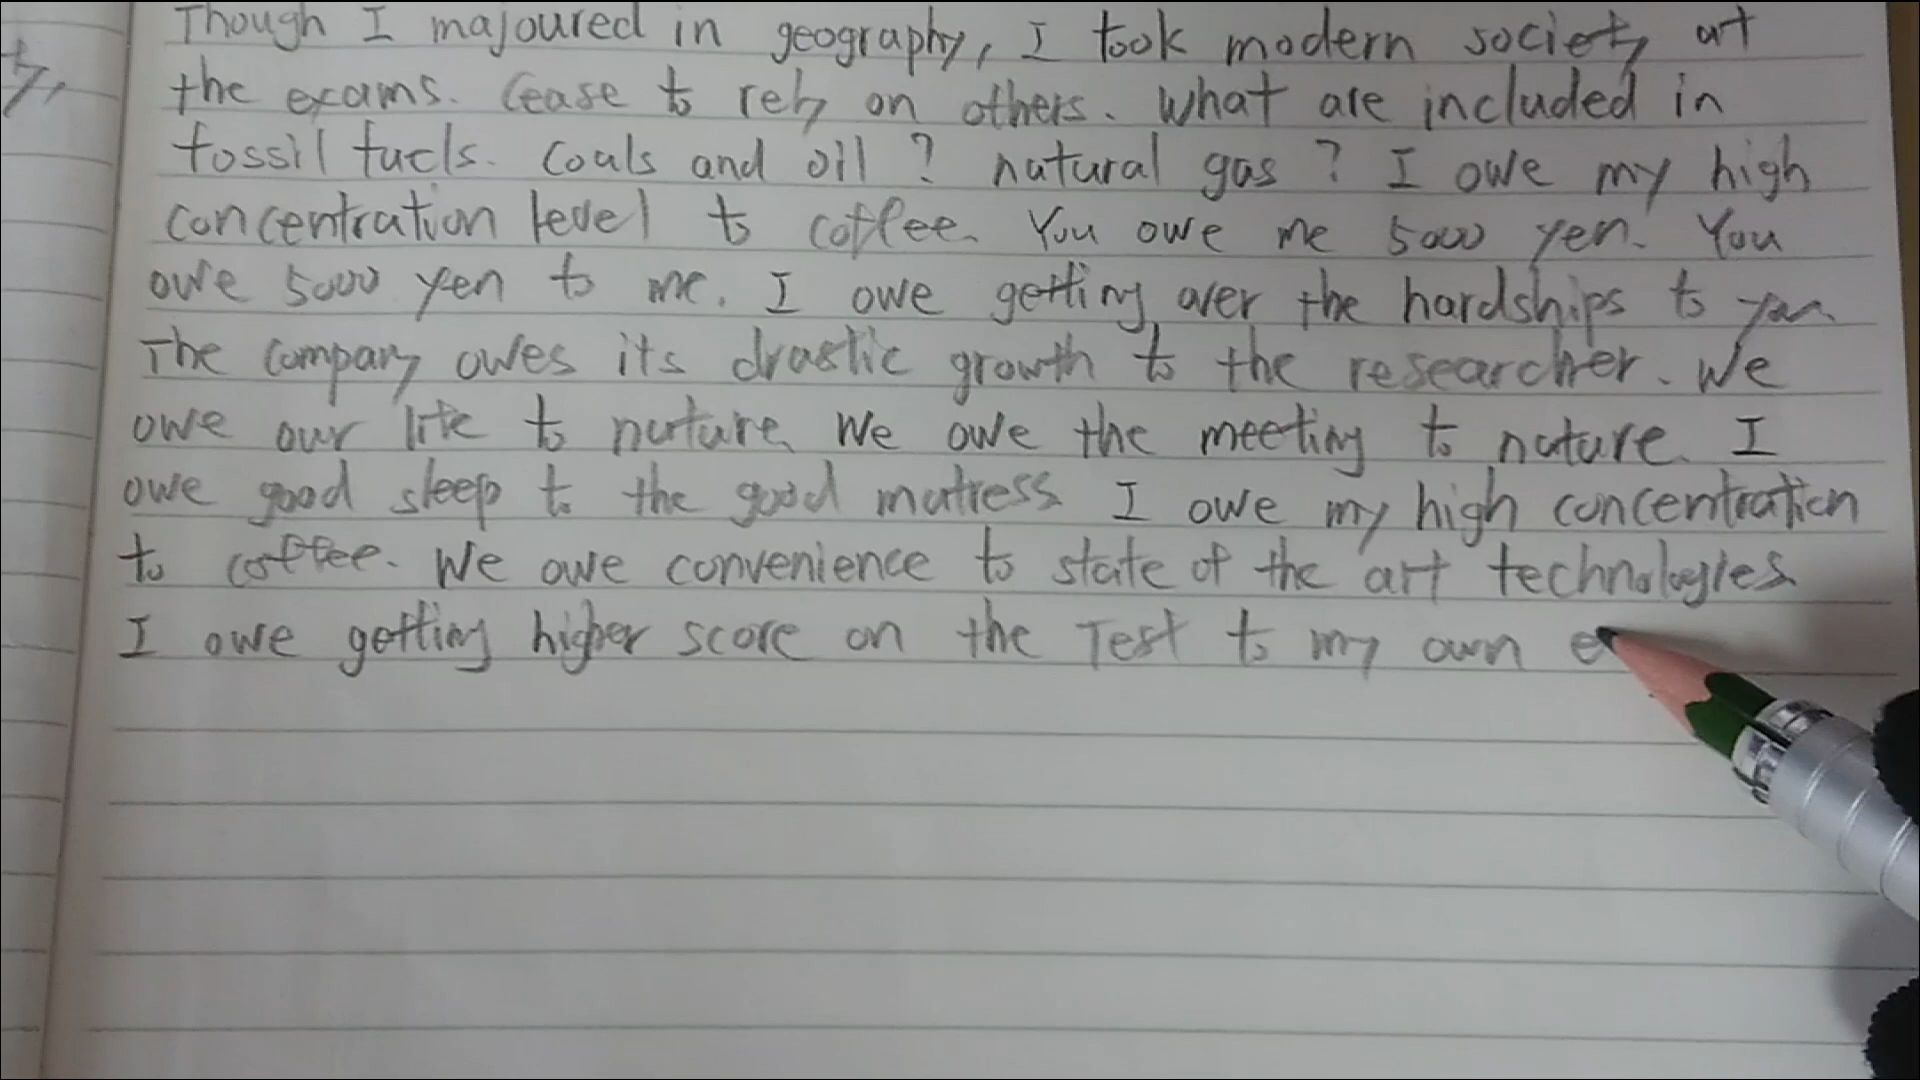 Though I majoured in geography, I took modern society at
the exams. Cease to rely on others. What are included in
fossil fuels. Coals and oil ? natural gas ? I owe my high
concentration level to coffee. You owe me 5000 yen. You
owe 5000 yen to me. I owe getting over the hardships to you.
The company owes its drastic growth to the researcher. We
owe our life to nature. We owe the meeting to nature. I
owe good sleep to the good matress. I owe my high concentration
to coffee. We owe convenience to state of the art technologies.
I owe getting higher score on the Test to my own e